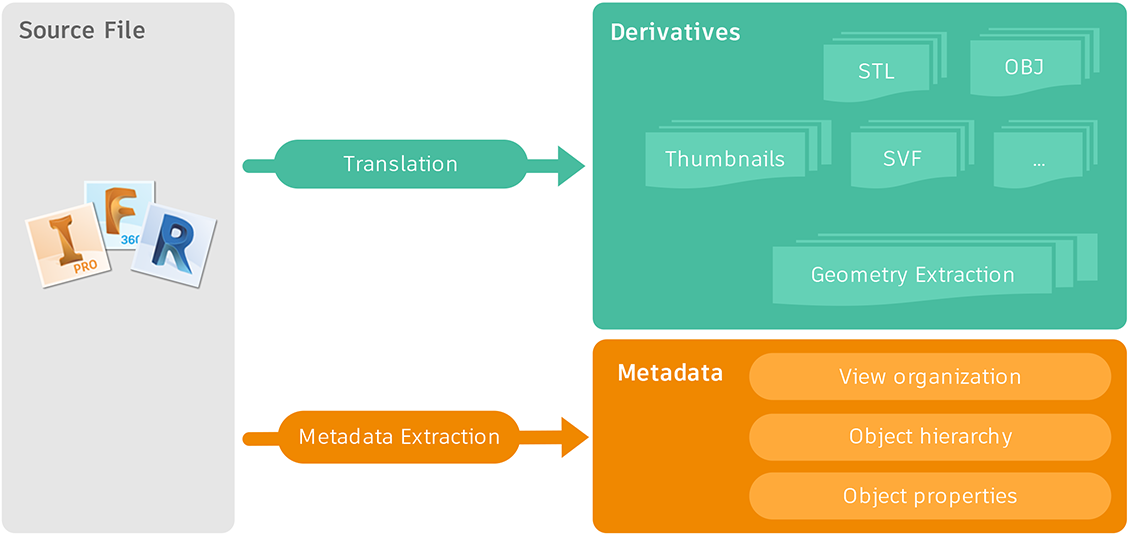 Source File
I
PRO
F
360
R
Translation
Metadata Extraction
Derivatives
STL
OBJ
Thumbnails
SVF
...
Geometry Extraction
Metadata
View organization
Object hierarchy
Object properties